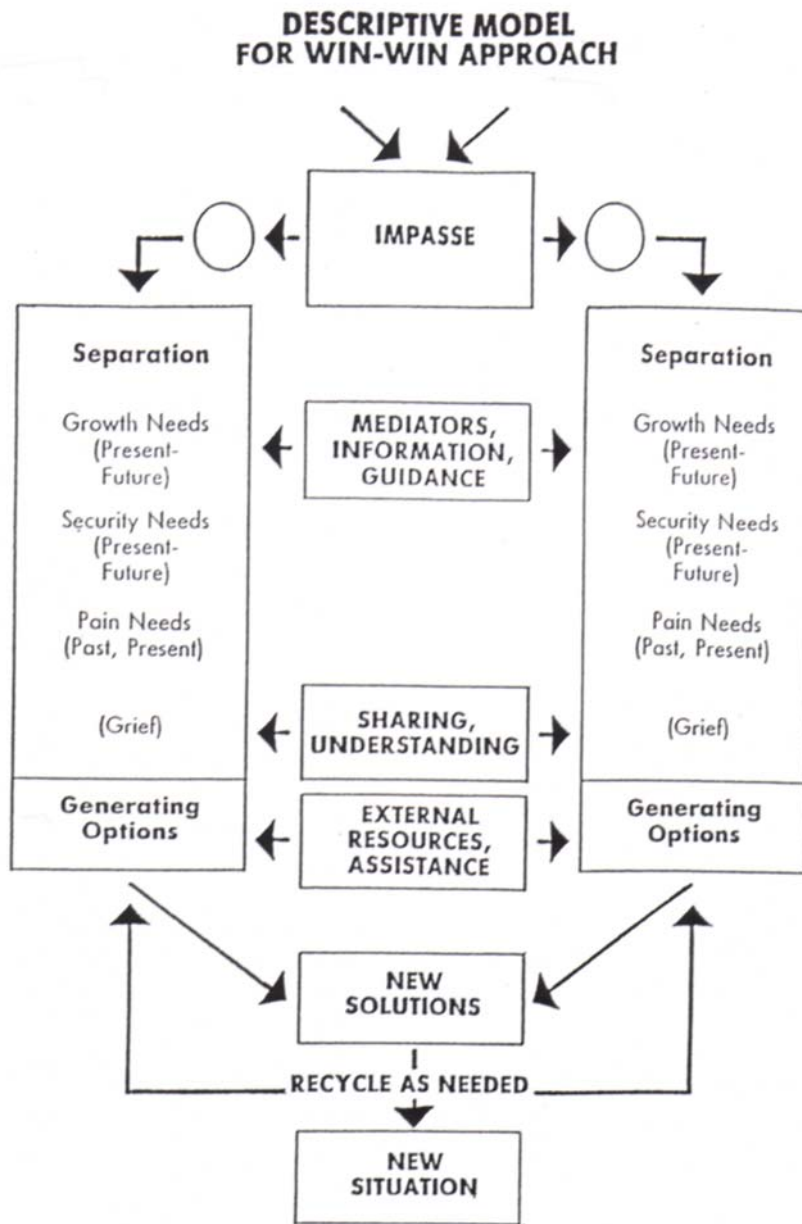 DESCRIPTIVE MODEL
FOR WIN-WIN APPROACH
IMPASSE
Separation
Growth Needs
(Present-
Future)
Security Needs
(Present-
Future)
Pain Needs
(Past, Present)
(Grief)
Generating
Options
MEDIATORS,
INFORMATION,
GUIDANCE
SHARING,
UNDERSTANDING
EXTERNAL
RESOURCES,
ASSISTANCE
Separation
Growth Needs
(Present-
Future)
Security Needs
(Present-
Future)
Pain Needs
(Past, Present)
(Grief)
Generating
Options
NEW
SOLUTIONS
RECYCLE AS NEEDED
NEW
SITUATION